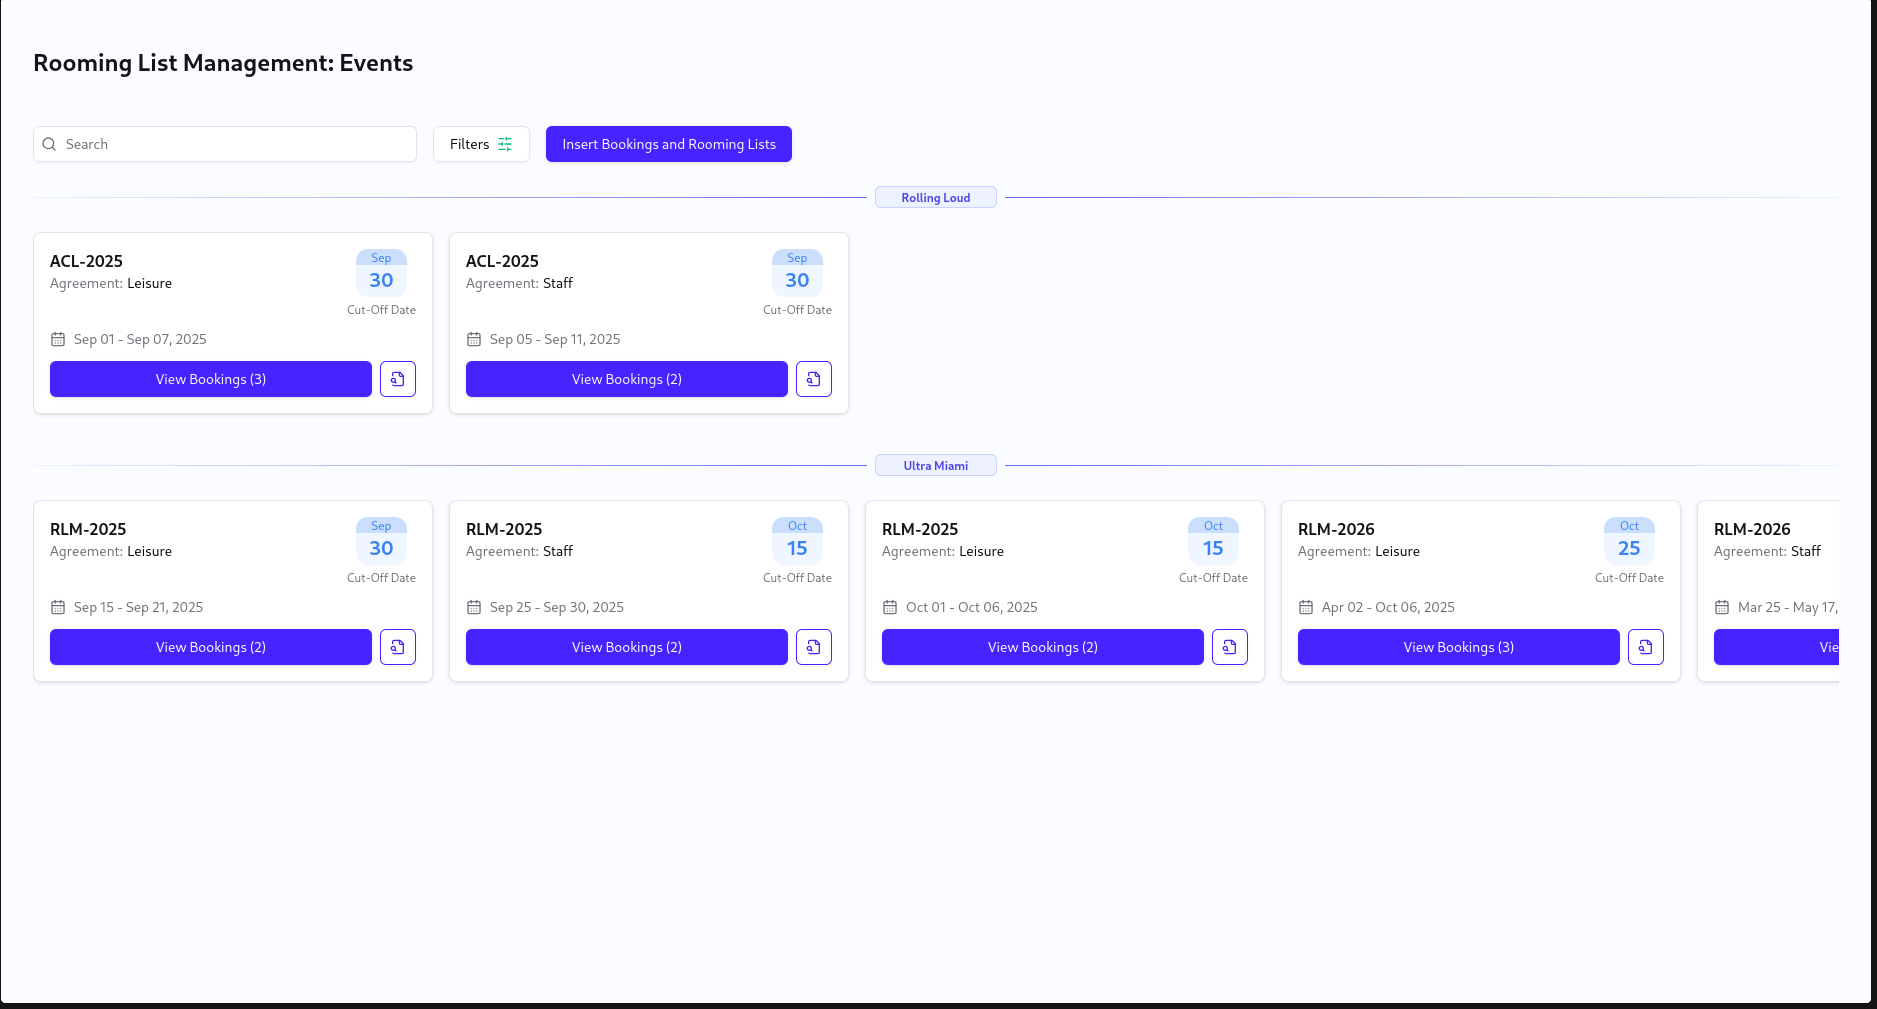 Rooming List Management: Events
Search
Filters
Insert Bookings and Rooming Lists
Rolling Loud
ACL-2025
Agreement: Leisure
Sep
30
Cut-Off Date
Sep 01 - Sep 07, 2025
View Bookings (3)
ACL-2025
Agreement: Staff
Sep
30
Cut-Off Date
Sep 05 - Sep 11, 2025
View Bookings (2)
Ultra Miami
RLM-2025
Agreement: Leisure
Sep
30
Cut-Off Date
Sep 15 - Sep 21, 2025
View Bookings (2)
RLM-2025
Agreement: Staff
Oct
15
Cut-Off Date
Sep 25 - Sep 30, 2025
View Bookings (2)
RLM-2025
Agreement: Leisure
Oct
15
Cut-Off Date
Oct 01 - Oct 06, 2025
View Bookings (2)
RLM-2026
Agreement: Leisure
Oct
25
Cut-Off Date
Apr 02 - Oct 06, 2025
View Bookings (3)
RLM-2026
Agreement: Staff
Mar 25 - May 17,
Vie